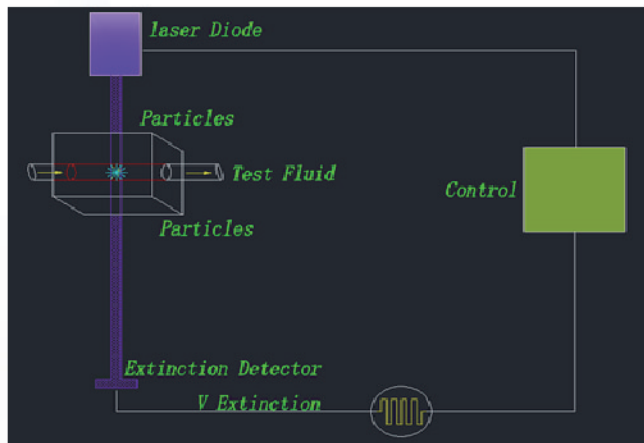 laser Diode
Particles
Test Fluid
Control
Particles
Extinction Detector
V Extinction